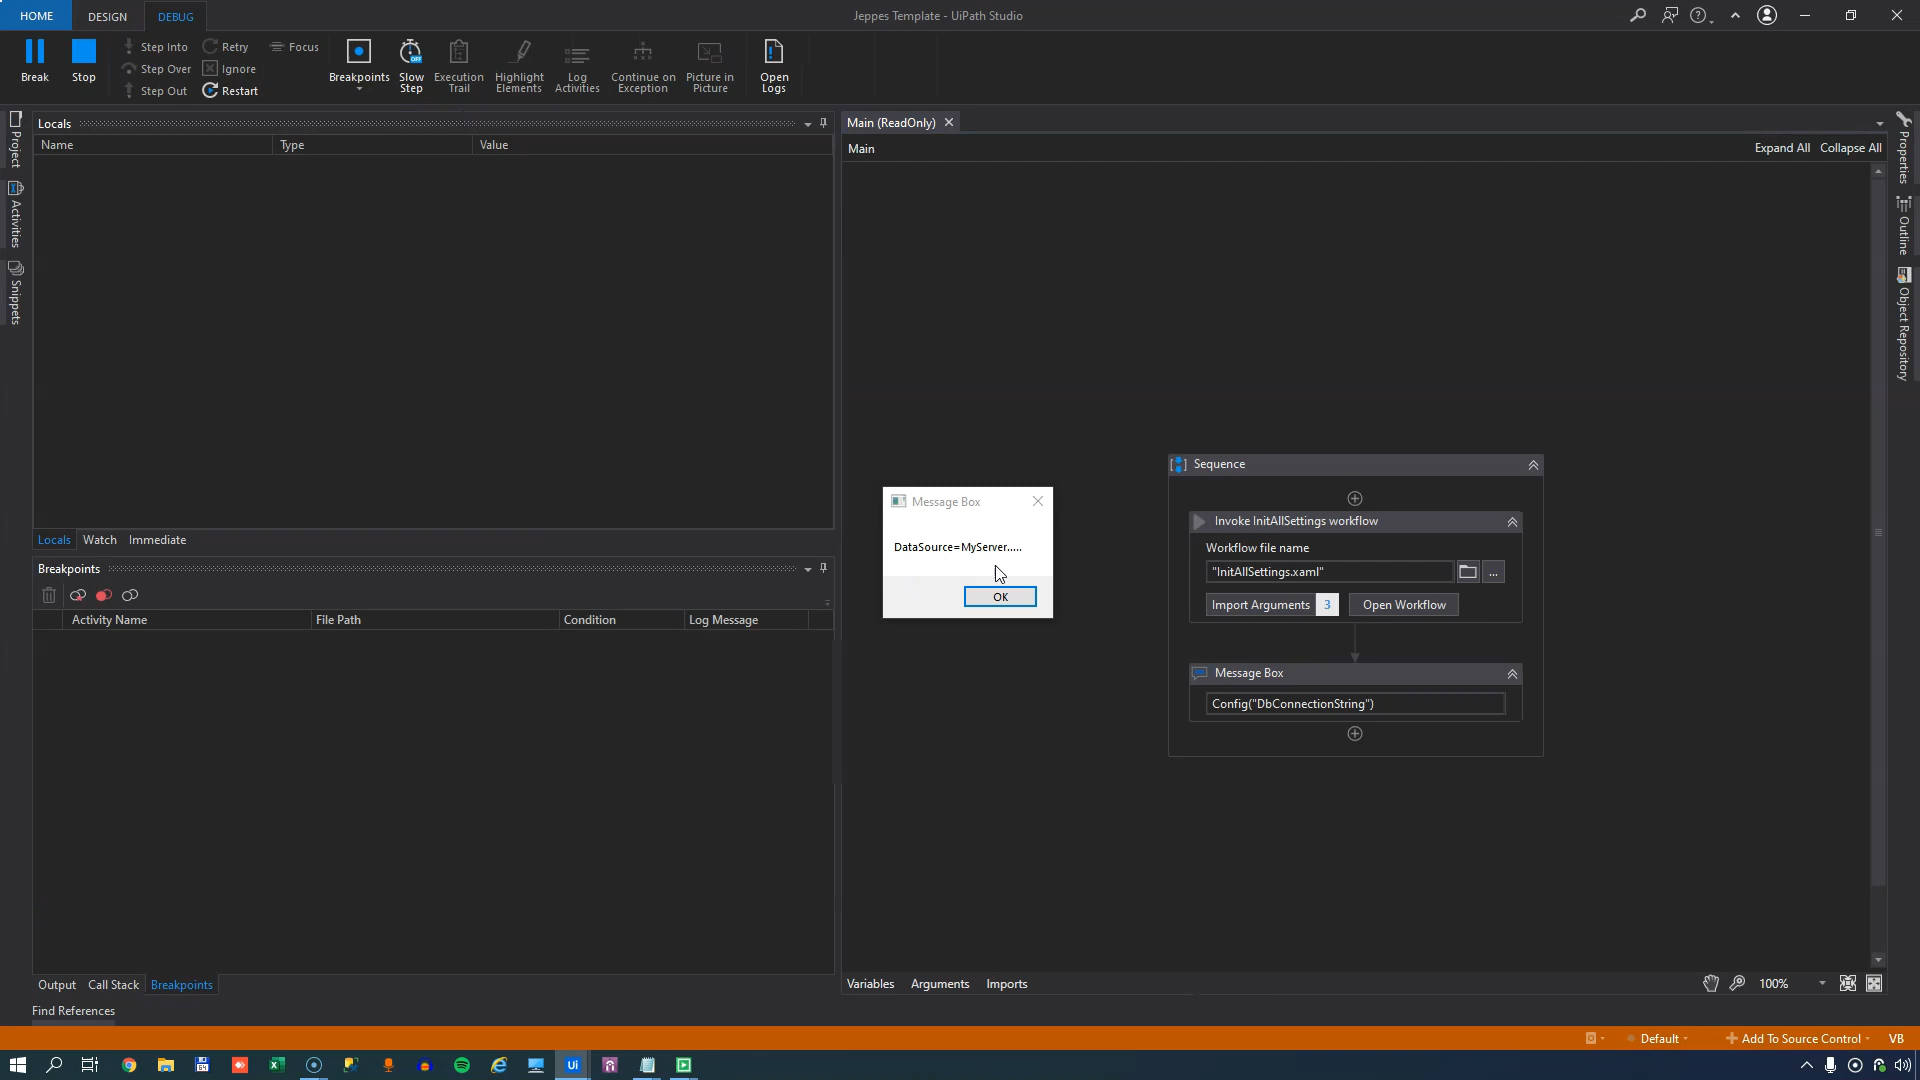 HOME
DESIGN
DEBUG
Jeppes Template - UiPath Studio
Break
Stop
Step Into
Step Over
Step Out
Retry
Ignore
Restart
Focus
Breakpoints
Slow Step
OFF
Execution Trail
Highlight Elements
Log Activities
Continue on Exception
Picture in Picture
Open Logs
Project
Activities
Snippets
Locals
Name
Type
Value
Locals
Watch
Immediate
Breakpoints
Activity Name
File Path
Condition
Log Message
Output
Call Stack
Breakpoints
Find References
Main (ReadOnly)
Main
Expand All
Collapse All
Message Box
DataSource=MyServer.....
OK
Sequence
Invoke InitAllSettings workflow
Workflow file name
"InitAllSettings.xaml"
...
Import Arguments
3
Open Workflow
Message Box
Config("DbConnectionString")
Variables
Arguments
Imports
100%
Properties
Outline
Object Repository
Default
Add To Source Control
VB
64
Ui